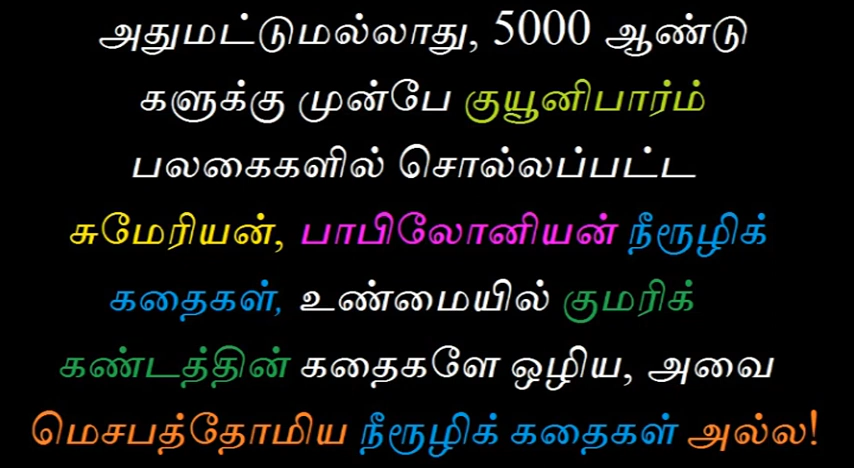 அதுமட்டுமல்லாது, 5000 ஆண்டு
களுக்கு முன்பே குயூனிபார்ம்
பலகைகளில் சொல்லப்பட்ட
சுமேரியன், பாபிலோனியன் நீரூழிக்
கதைகள், உண்மையில் குமரிக்
கண்டத்தின் கதைகளே ஒழிய, அவை
மெசபத்தோமிய நீரூழிக் கதைகள் அல்ல!